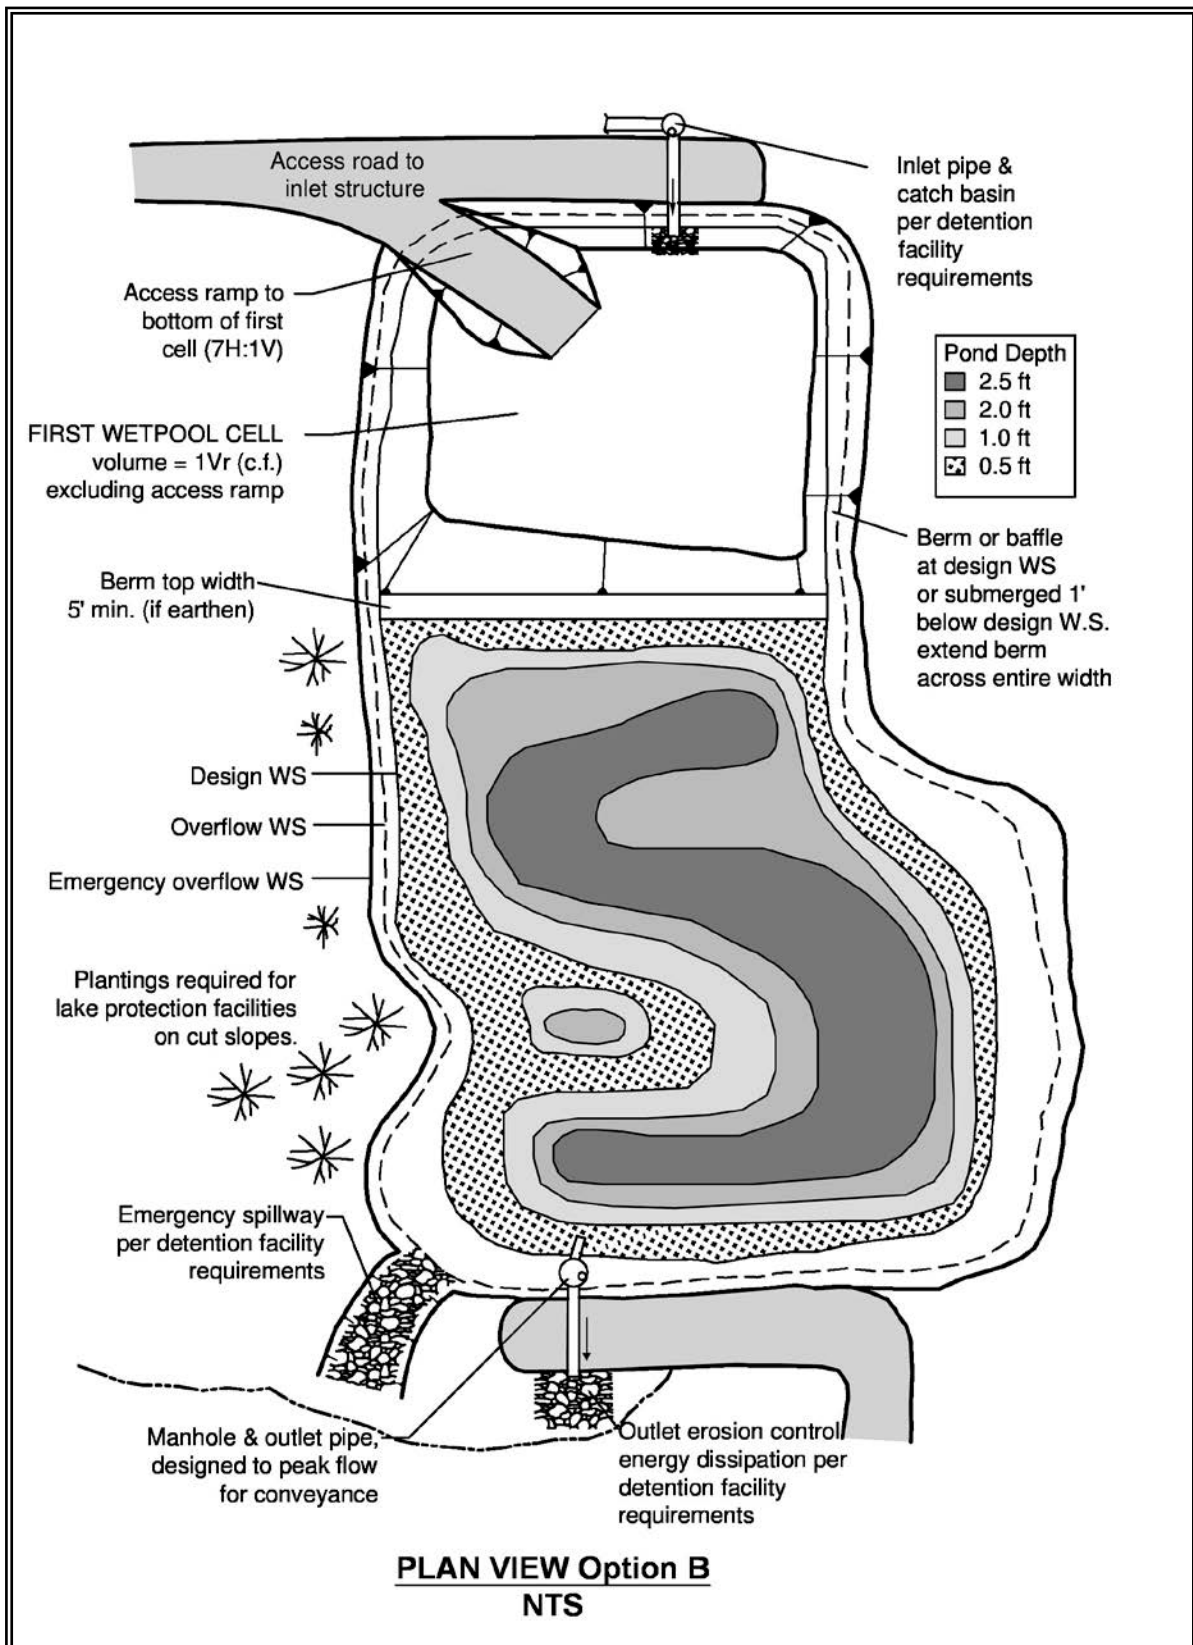 Access road to
inlet structure
Inlet pipe &
catch basin
per detention
facility
requirements
Access ramp to
bottom of first
cell (7H:1V)
Pond Depth
2.5 ft
2.0 ft
1.0 ft
0.5 ft
FIRST WETPOOL CELL
volume = 1Vr (c.f.)
excluding access ramp
Berm or baffle
at design WS
or submerged 1'
below design W.S.
extend berm
across entire width
Berm top width
5' min. (if earthen)
Design WS
Overflow WS
Emergency overflow WS
Plantings required for
lake protection facilities
on cut slopes.
Emergency spillway
per detention facility
requirements
Manhole & outlet pipe,
designed to peak flow
for conveyance
Outlet erosion control
energy dissipation per
detention facility
requirements
PLAN VIEW Option B
NTS